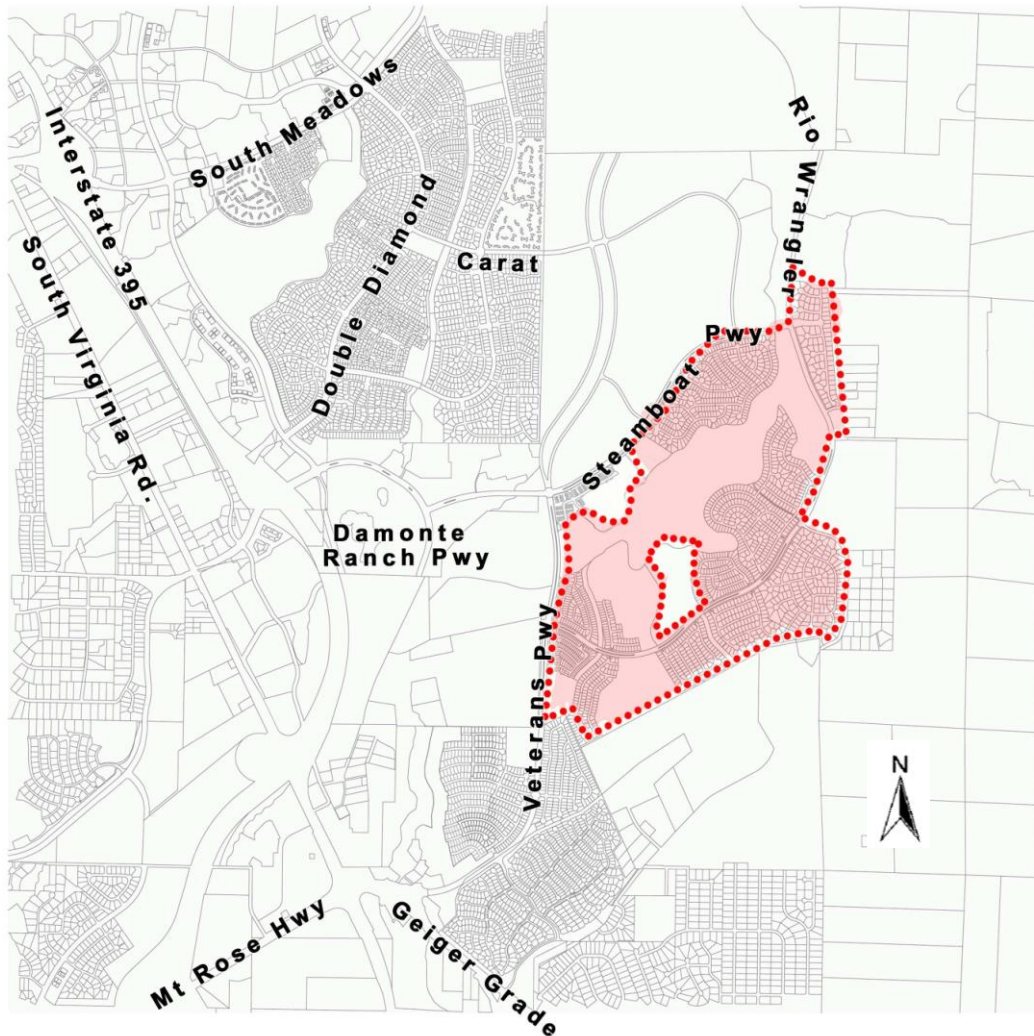 South Meadows
Rio Wrangler
Interstate 395
South Virginia Rd.
Double Diamond
Carat
Steamboat Pwy
Damonte
Ranch Pwy
Veterans Pwy
N
Mt Rose Hwy
Geiger Grade